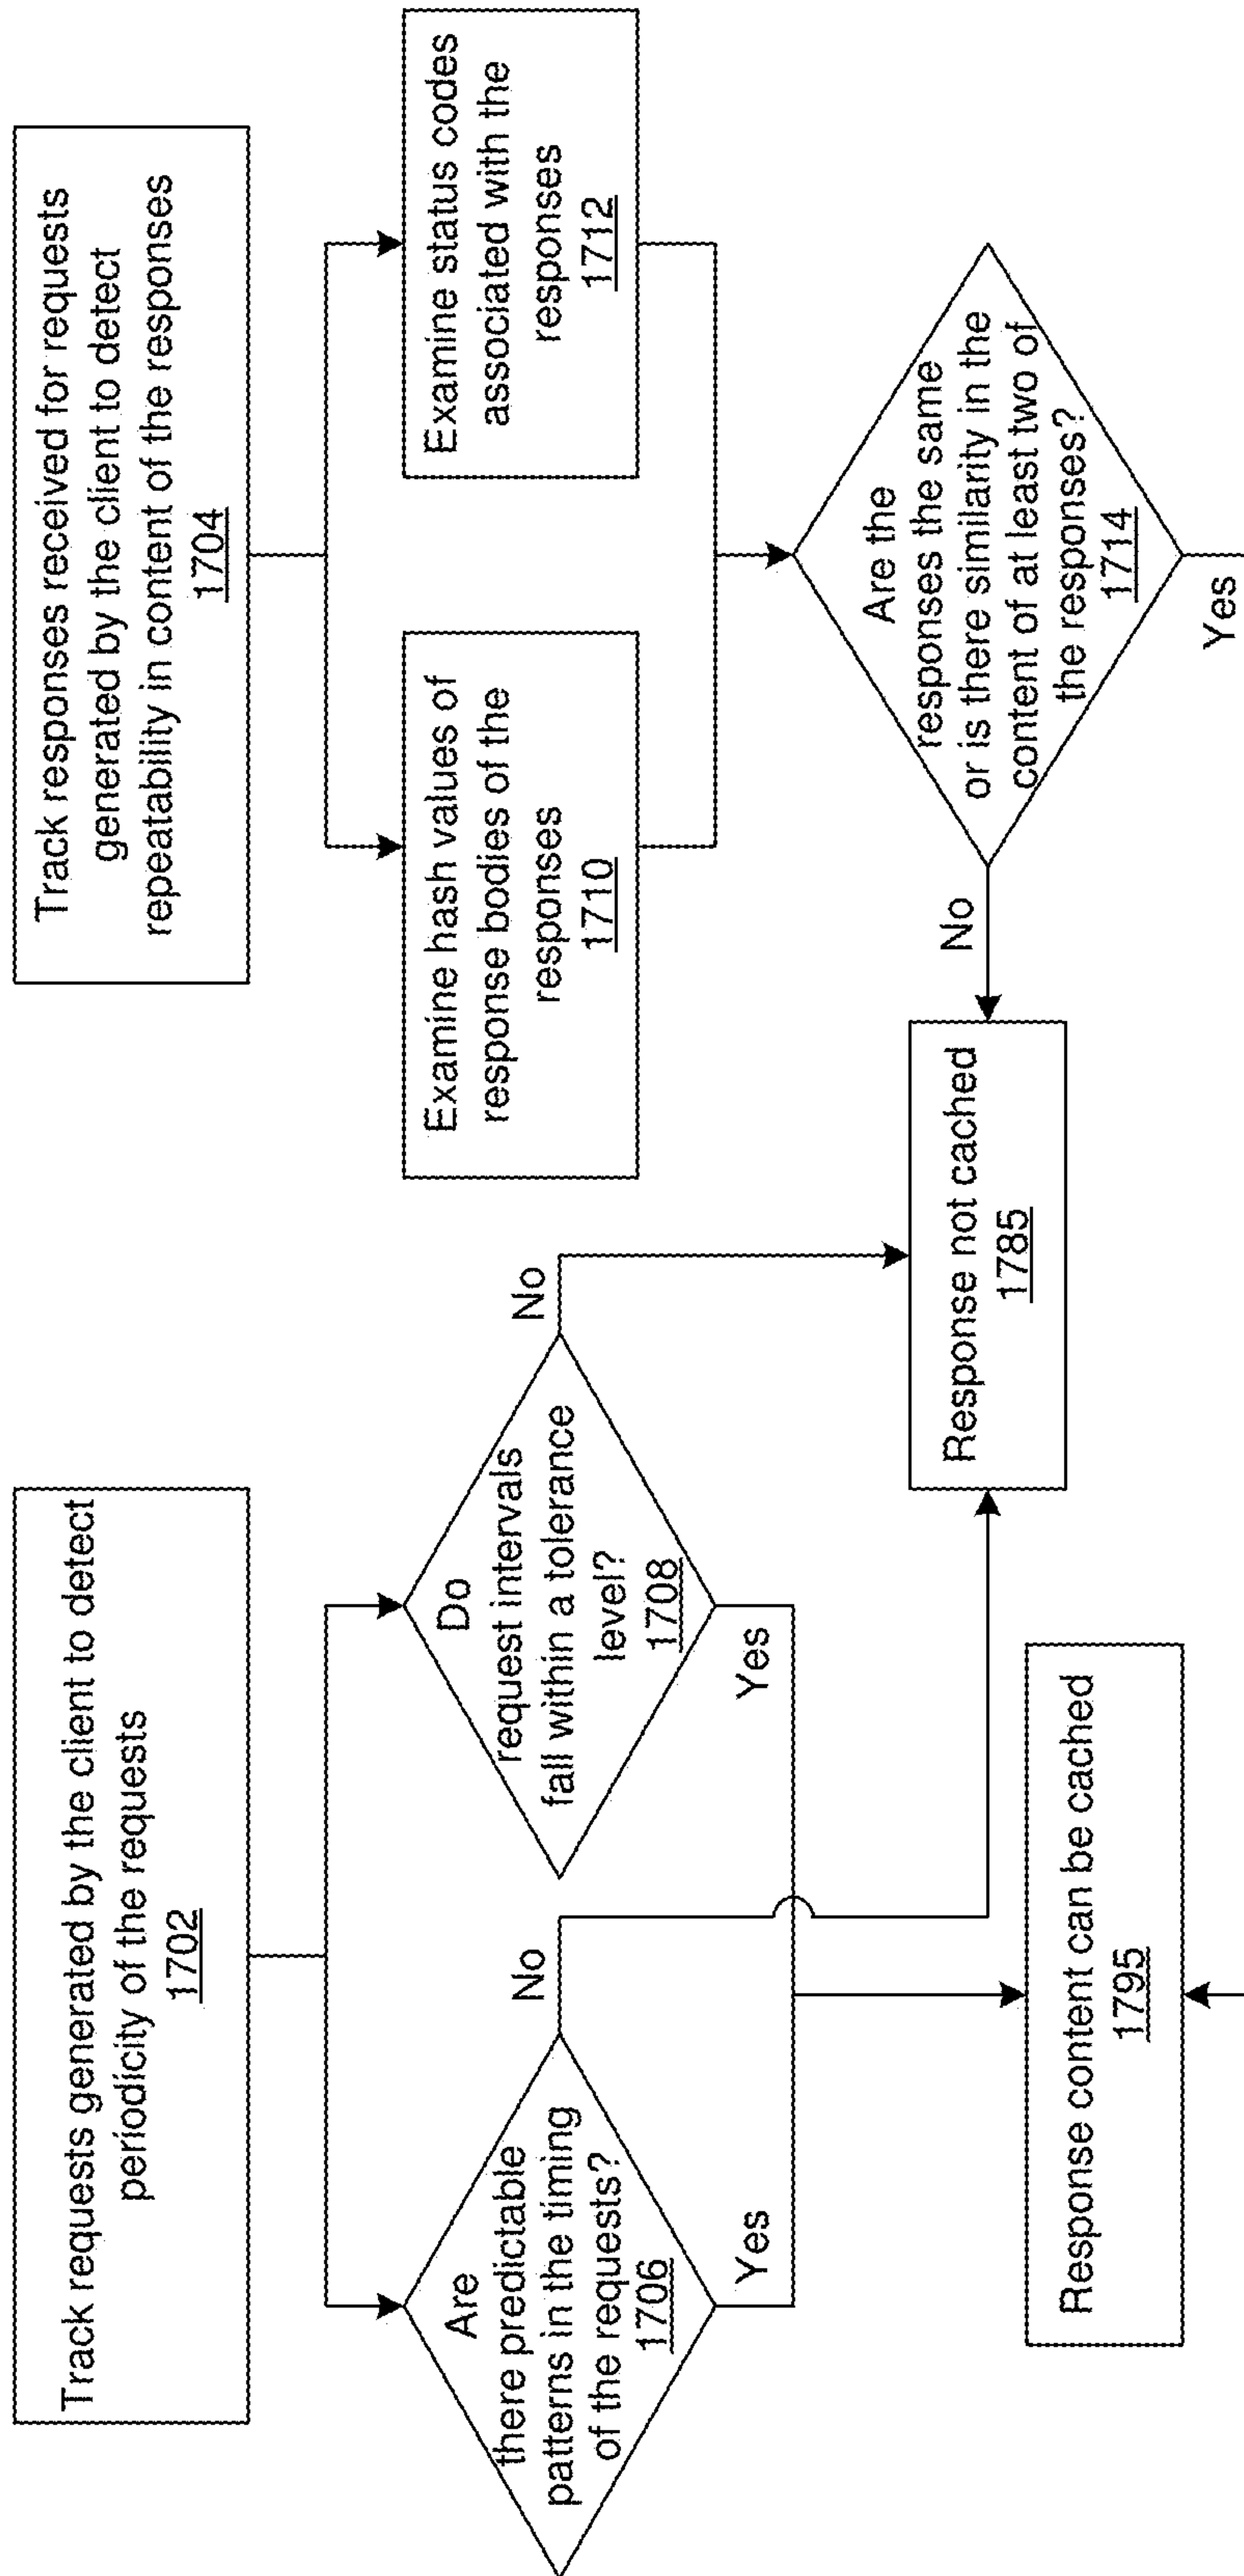 Track requests generated by the client to detect
periodicity of the requests
1702
Are
there predictable
patterns in the timing
of the requests?
1706
No
Yes
Do
request intervals
fall within a tolerance
level?
1708
No
Yes
Response content can be cached
1795
Response not cached
1785
Track responses received for requests
generated by the client to detect
repeatability in content of the responses
1704
Examine hash values of
response bodies of the
responses
1710
Examine status codes
associated with the
responses
1712
Are the
responses the same
or is there similarity in the
content of at least two of
the responses?
1714
No
Yes